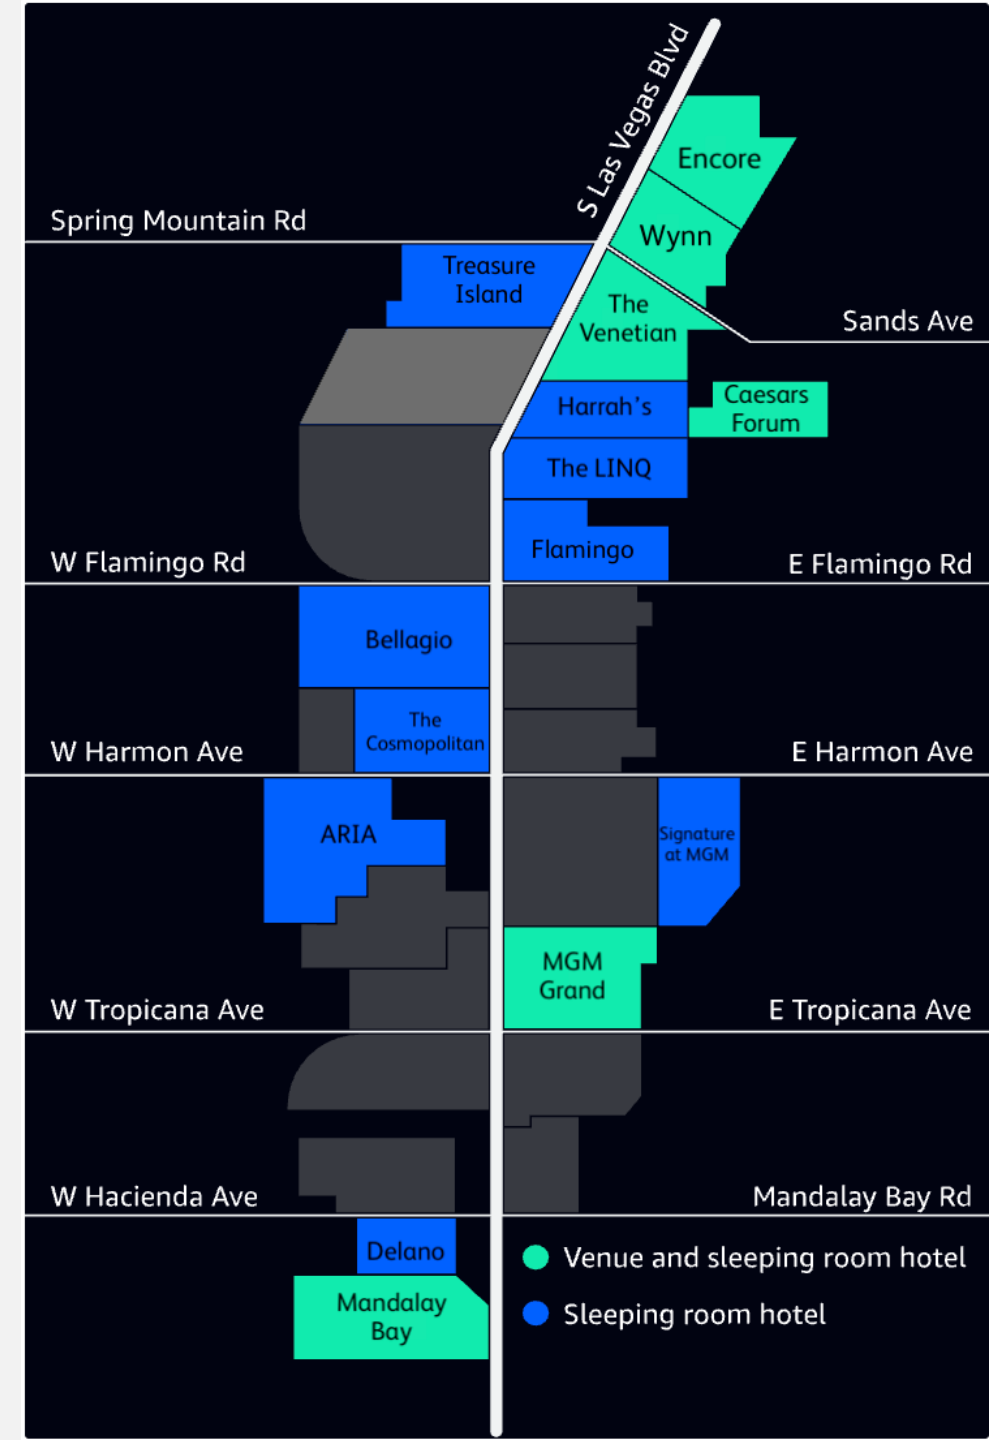 S Las Vegas Blvd
Encore
Spring Mountain Rd
Wynn
Treasure
Island
The
Venetian
Sands Ave
Harrah's
Caesars
Forum
The LINQ
Flamingo
W Flamingo Rd
E Flamingo Rd
Bellagio
The
Cosmopolitan
W Harmon Ave
E Harmon Ave
ARIA
Signature
at MGM
MGM
Grand
W Tropicana Ave
E Tropicana Ave
W Hacienda Ave
Mandalay Bay Rd
Delano
Venue and sleeping room hotel
Mandalay
Bay
Sleeping room hotel